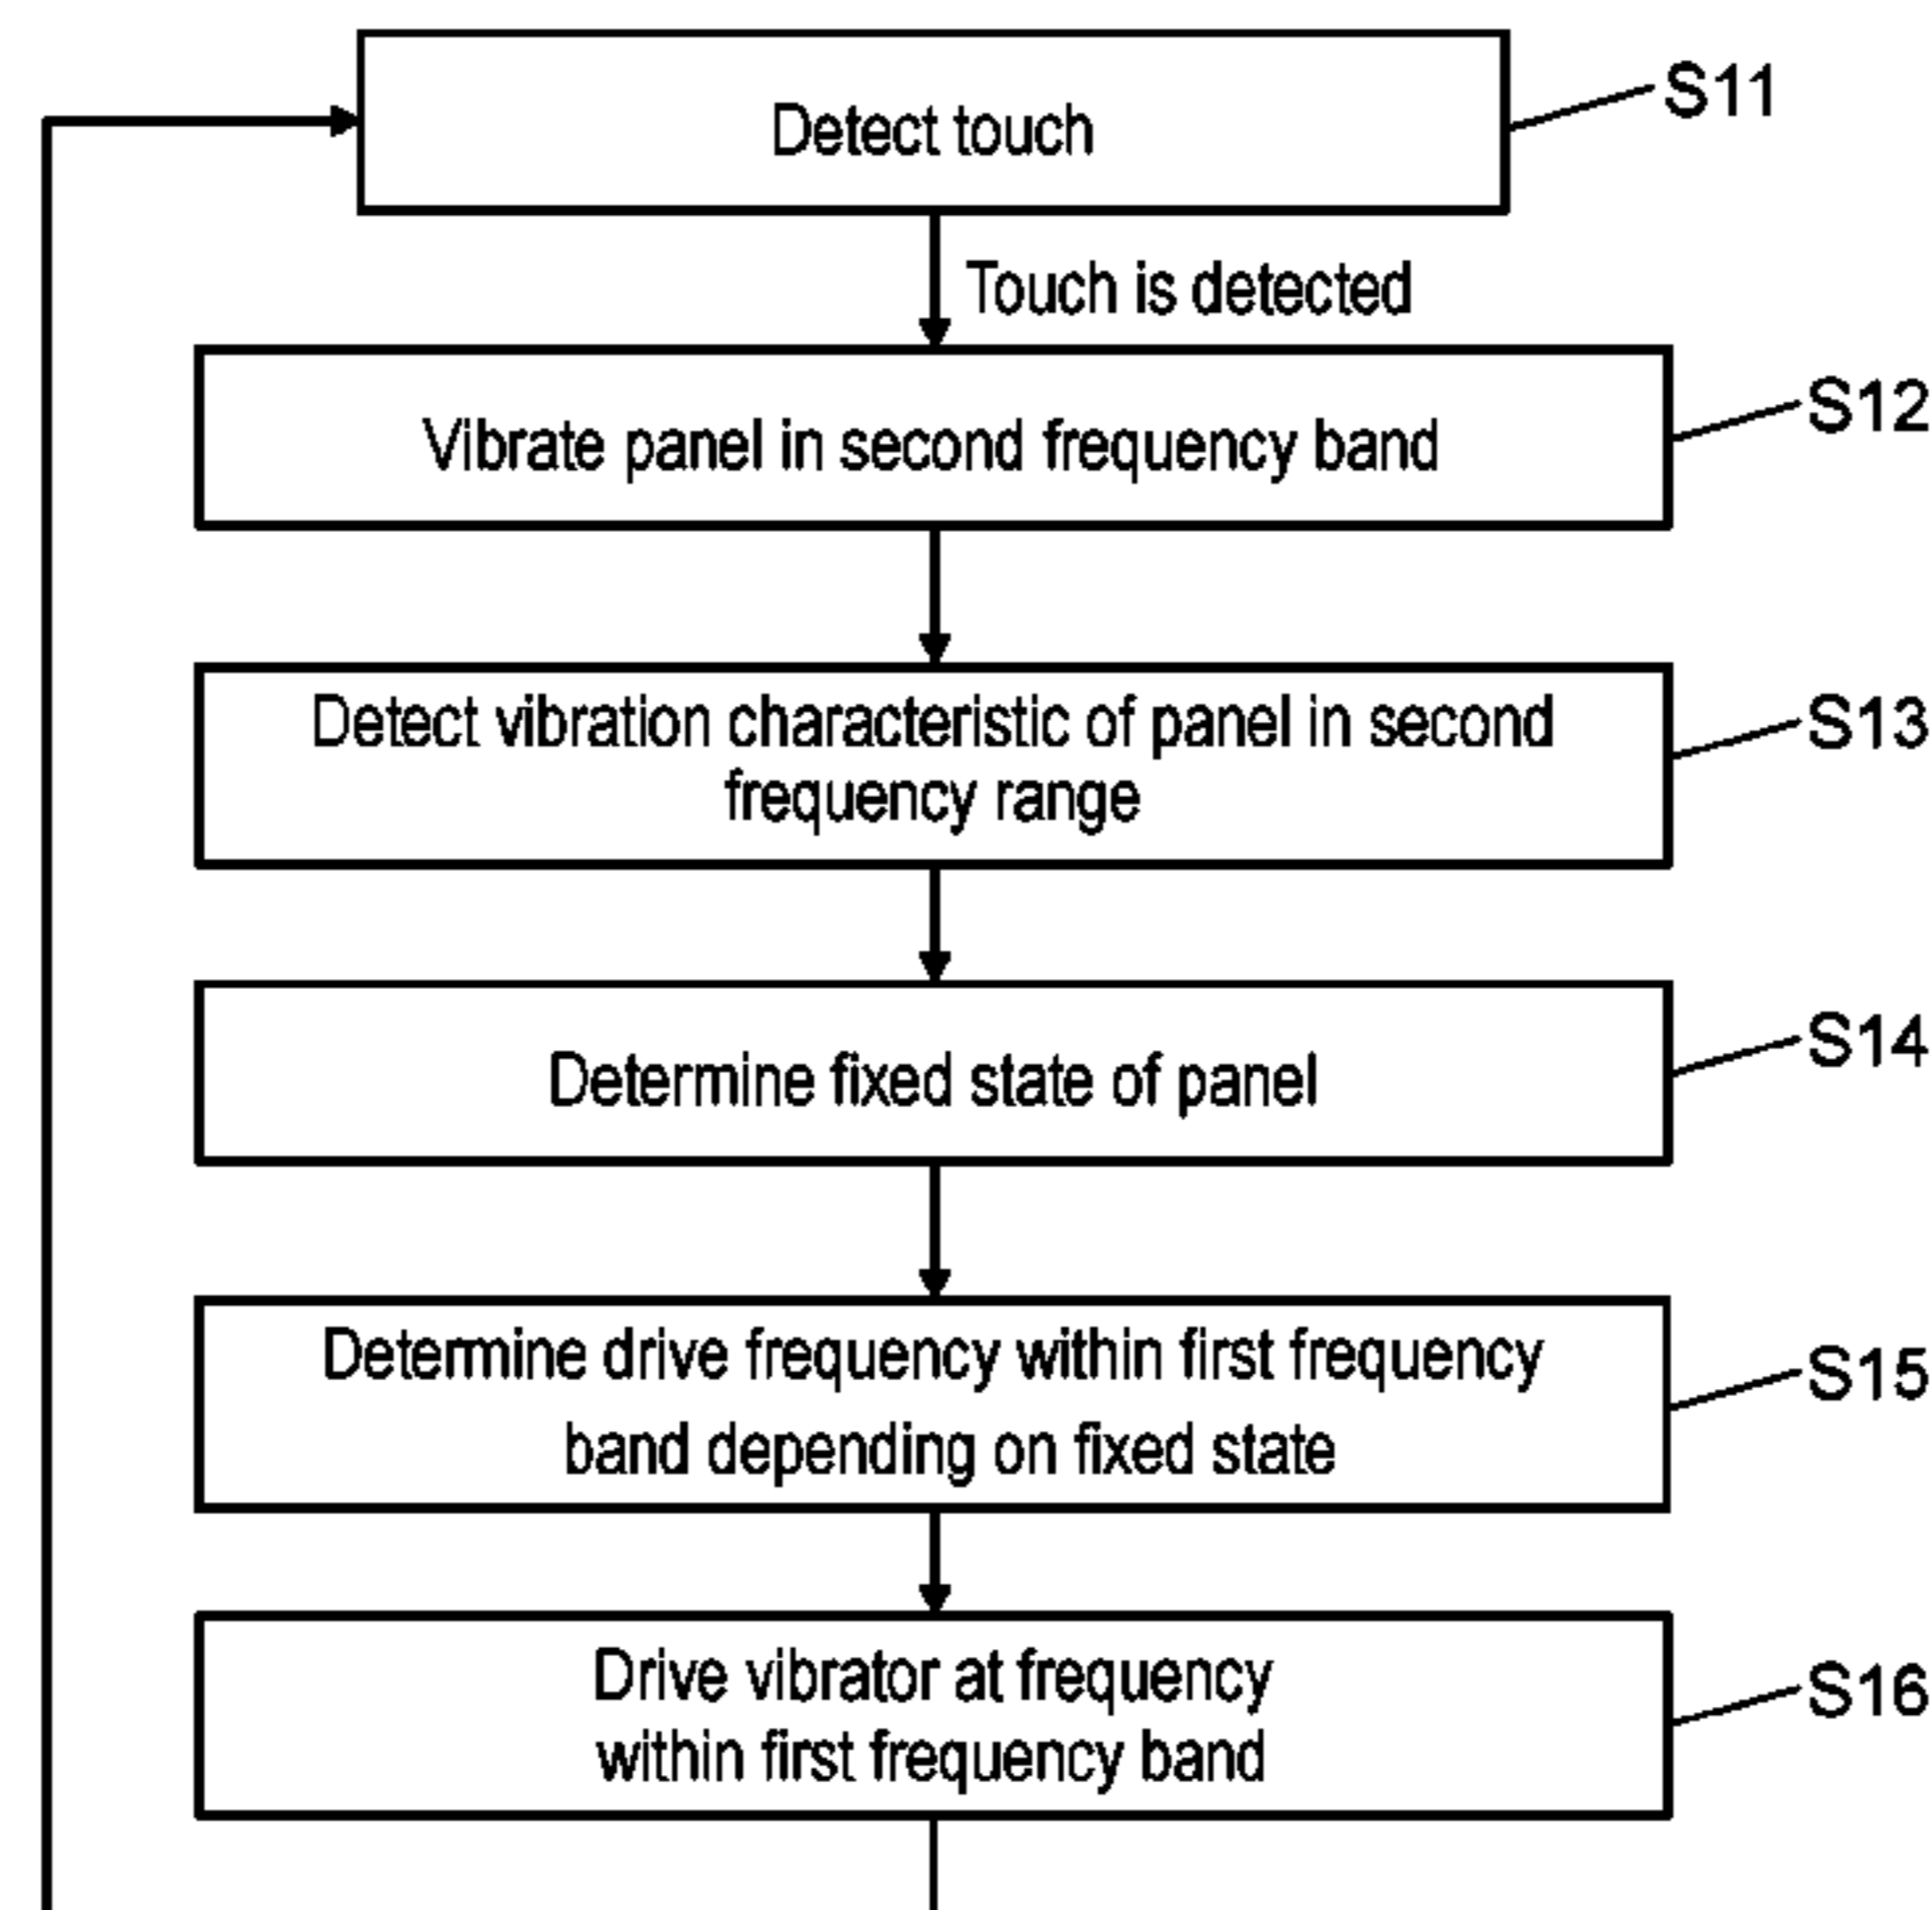 Detect touch
S11
Touch is detected
Vibrate panel in second frequency band
S12
Detect vibration characteristic of panel in second
frequency range
S13
Determine fixed state of panel
S14
Determine drive frequency within first frequency
band depending on fixed state
S15
Drive vibrator at frequency
within first frequency band
S16